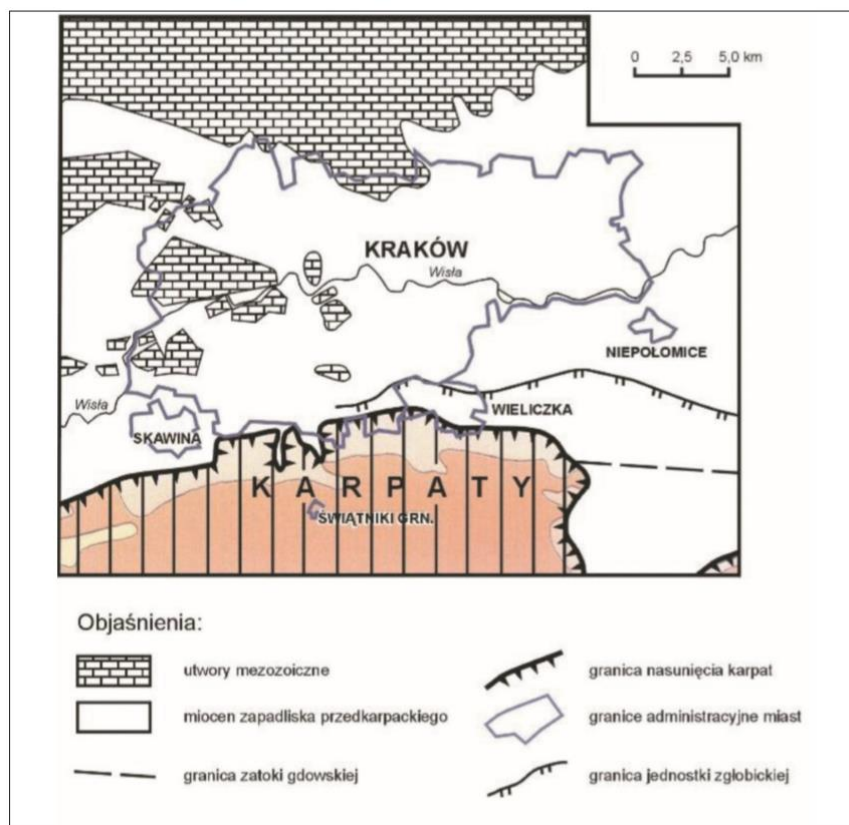 0 2,5 5,0 km
KRAKÓW
Wisła
NIEPOŁOMICE
Wisła
WIELICZKA
SKAWINA
KARPATY
ŚWIĄTNIKI GRN.
Objaśnienia:
utwory mezozoiczne
miocen zapadliska przedkarpackiego
granica zatoki gdowskiej
granica nasunięcia karpat
granice administracyjne miast
granica jednostki zgłobickiej